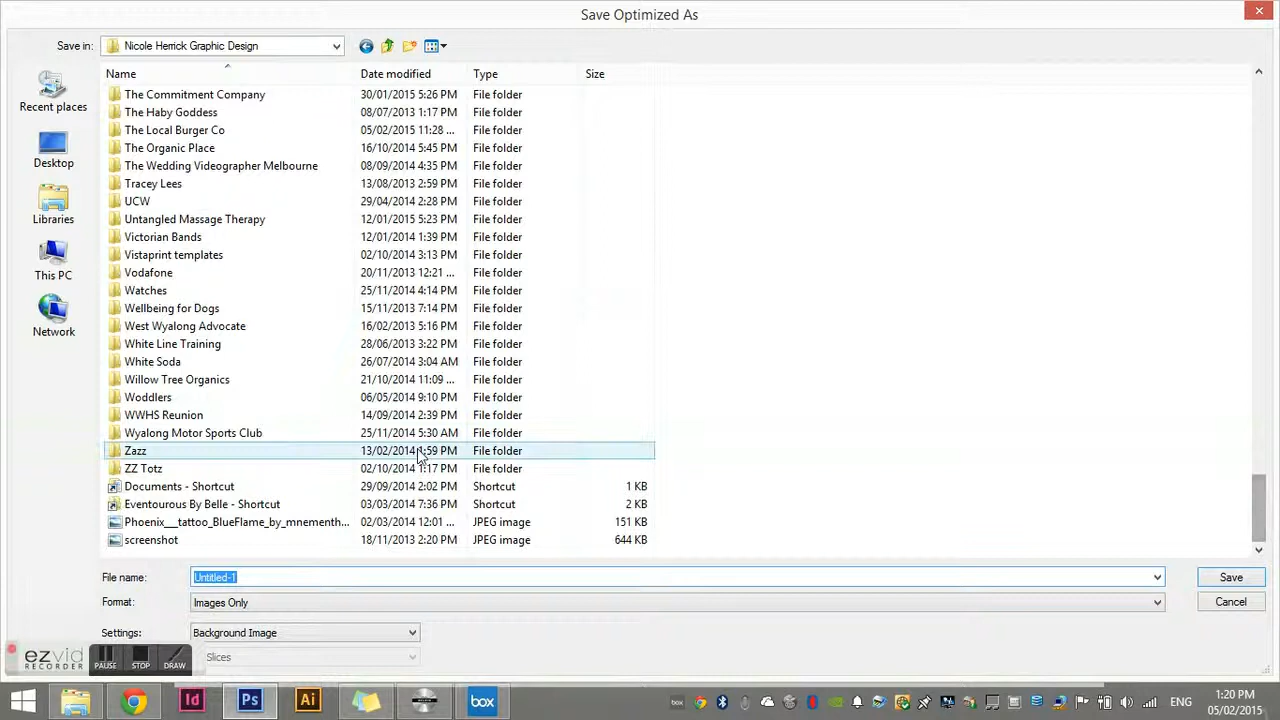 Save Optimized As
Save in: Nicole Herrick Graphic Design
Name Date modified Type Size
The Commitment Company 30/01/2015 5:26 PM File folder
The Haby Goddess 08/07/2013 1:17 PM File folder
The Local Burger Co 05/02/2015 11:28 ... File folder
The Organic Place 16/10/2014 5:45 PM File folder
The Wedding Videographer Melbourne 08/09/2014 4:35 PM File folder
Tracey Lees 13/08/2013 2:59 PM File folder
UCW 29/04/2014 2:28 PM File folder
Untangled Massage Therapy 12/01/2015 5:23 PM File folder
Victorian Bands 12/01/2014 1:39 PM File folder
Vistaprint templates 02/10/2014 3:13 PM File folder
Vodafone 20/11/2013 12:21 ... File folder
Watches 25/11/2014 4:14 PM File folder
Wellbeing for Dogs 15/11/2013 7:14 PM File folder
West Wyalong Advocate 16/02/2013 5:16 PM File folder
White Line Training 28/06/2013 3:22 PM File folder
White Soda 26/07/2014 3:04 AM File folder
Willow Tree Organics 21/10/2014 11:09 ... File folder
Woddlers 06/05/2014 9:10 PM File folder
WWHS Reunion 14/09/2014 2:39 PM File folder
Wyalong Motor Sports Club 25/11/2014 5:30 AM File folder
Zazz 13/02/2014 1:59 PM File folder
ZZ Totz 02/10/2014 1:17 PM File folder
Documents - Shortcut 29/09/2014 2:02 PM Shortcut 1 KB
Eventourous By Belle - Shortcut 03/03/2014 7:36 PM Shortcut 2 KB
Phoenix__tattoo_BlueFlame_by_mnementh... 02/03/2014 12:01 ... JPEG image 151 KB
screenshot 18/11/2013 2:20 PM JPEG image 644 KB
Recent places
Desktop
Libraries
This PC
Network
File name: Untitled-1 Save
Format: Images Only Cancel
Settings: Background Image
Slices
ezvid
RECORDER
PAUSE STOP DRAW
Id Ps Ai box
box ENG
1:20 PM
05/02/2015